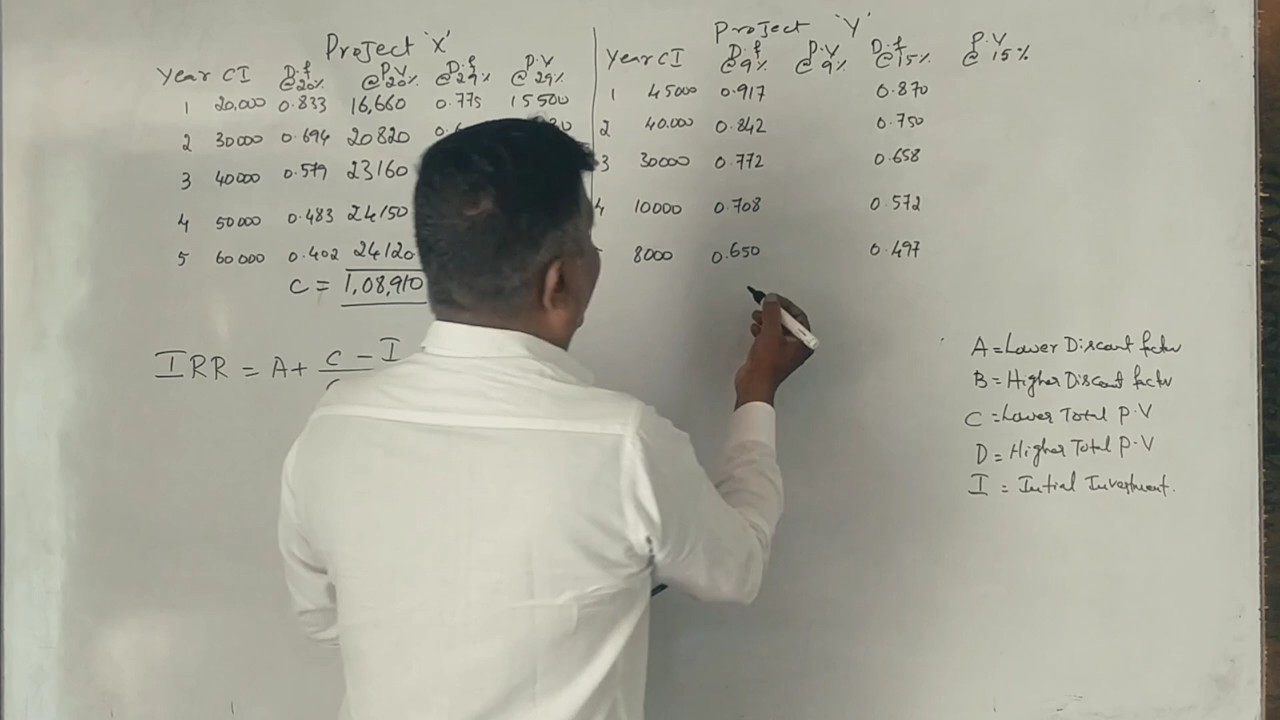 Project 'X'
Year CI D.f @20% P.V @20% D.f @29% P.V @29%
1 20,000 0.833 16,660 0.775 15500
2 30000 0.694 20820
3 40000 0.579 23160
4 50000 0.483 24150
5 60000 0.402 24120
C = 1,08,910
IRR = A+ C - I
Project 'Y'
Year CI D.f @9% P.V @9% D.f @15% P.V @15%
1 45000 0.917 0.870
2 40.000 0.842 0.750
3 30000 0.772 0.658
4 10000 0.708 0.572
8000 0.650 0.497
A = Lower Discount factor
B = Higher Discount factor
C = Lower Total P.V
D = Higher Total P.V
I = Initial Investment.